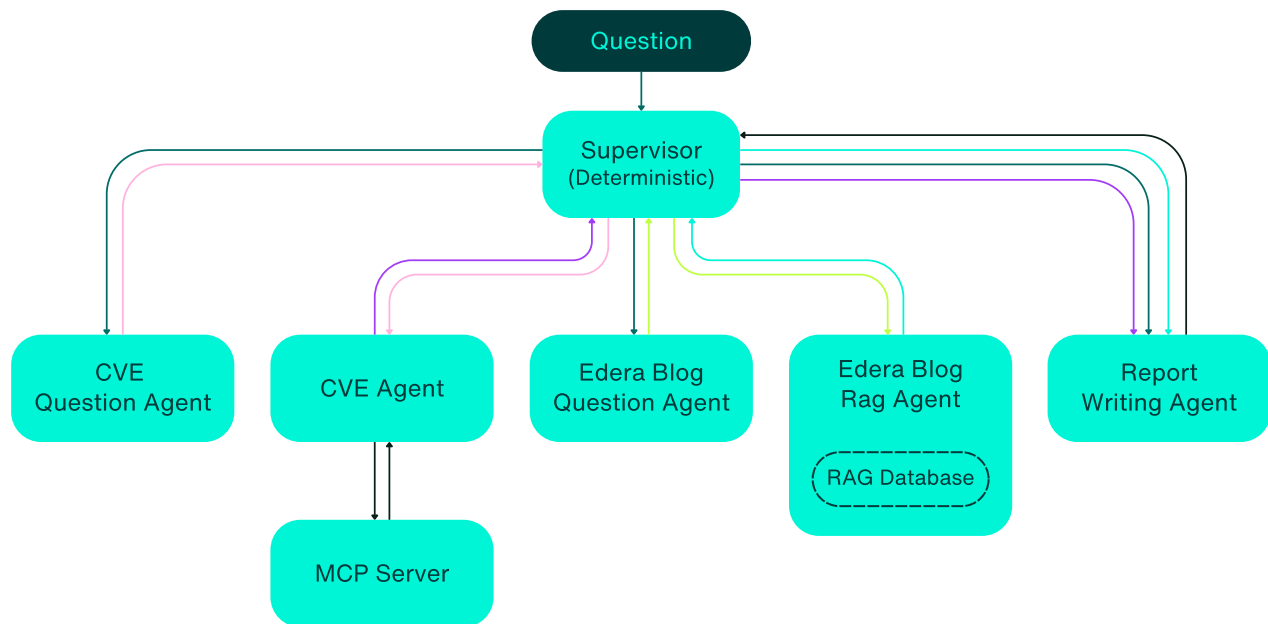 Question
Supervisor
(Deterministic)
CVE
Question Agent
CVE Agent
Edera Blog
Question Agent
Edera Blog
Rag Agent
RAG Database
Report
Writing Agent
MCP Server